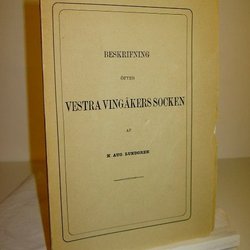 BESKRIFNING
ÖFVER
VESTRA VINGÅKERS SOCKEN
AF
K AUG. LUNDGREN